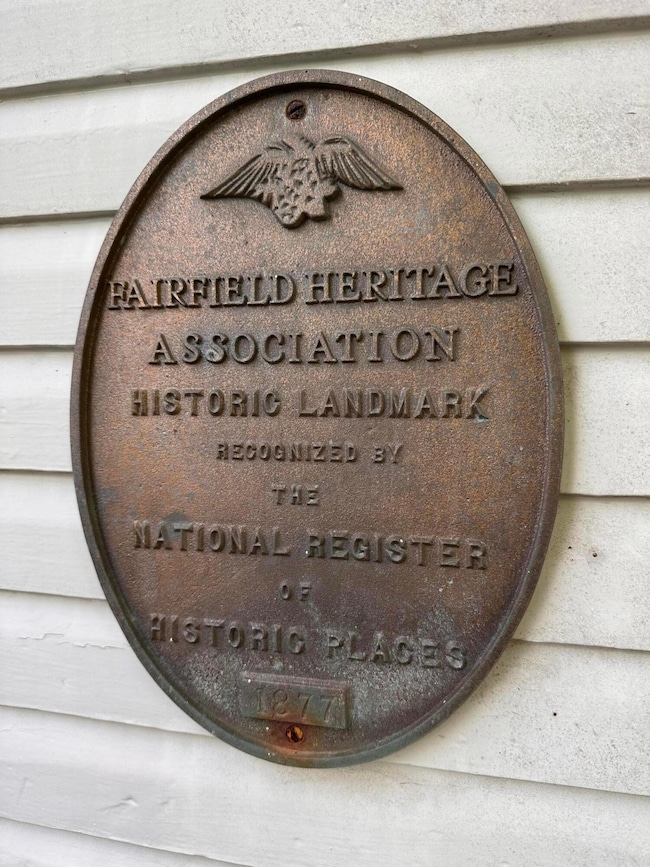 FAIRFIELD HERITAGE
ASSOCIATION
HISTORIC LANDMARK
RECOGNIZED BY
THE
NATIONAL REGISTER
OF
HISTORIC PLACES
1877